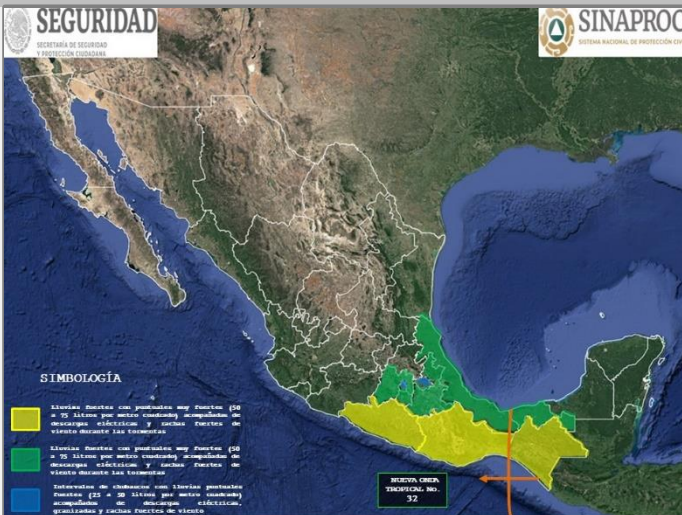 SEGURIDAD
SECRETARÍA DE SEGURIDAD
Y PROTECCIÓN CIUDADANA
SINAPROC
SISTEMA NACIONAL DE PROTECCIÓN CIV
SIMBOLOGÍA
Lluvias fuertes con puntuales muy fuertes (50
a 75 litros por metro cuadrado) acompañadas de
descargas eléctricas y rachas fuertes de
viento durante las tormentas
Lluvias fuertes con puntuales muy fuertes (50
a 75 litros por metro cuadrado) acompañadas de
descargas eléctricas y rachas fuertes de
viento durante las tormentas
Intervalos de chubascos con lluvias puntuales
fuertes (25 a 50 litros por metro cuadrado)
acompañados de descargas eléctricas,
granizadas y rachas fuertes de viento
NUEVA ONDA
TROPICAL No.
32